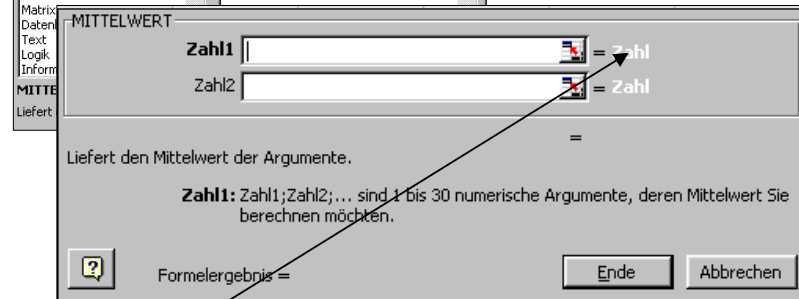 Matrix
Daten
Text
Logik
Inform
MITTE
Liefert
MITTELWERT
Zahl1 = Zahl
Zahl2 = Zahl
=
Liefert den Mittelwert der Argumente.
Zahl1: Zahl1;Zahl2;... sind 1 bis 30 numerische Argumente, deren Mittelwert Sie
berechnen möchten.
Formelergebnis =
Ende Abbrechen